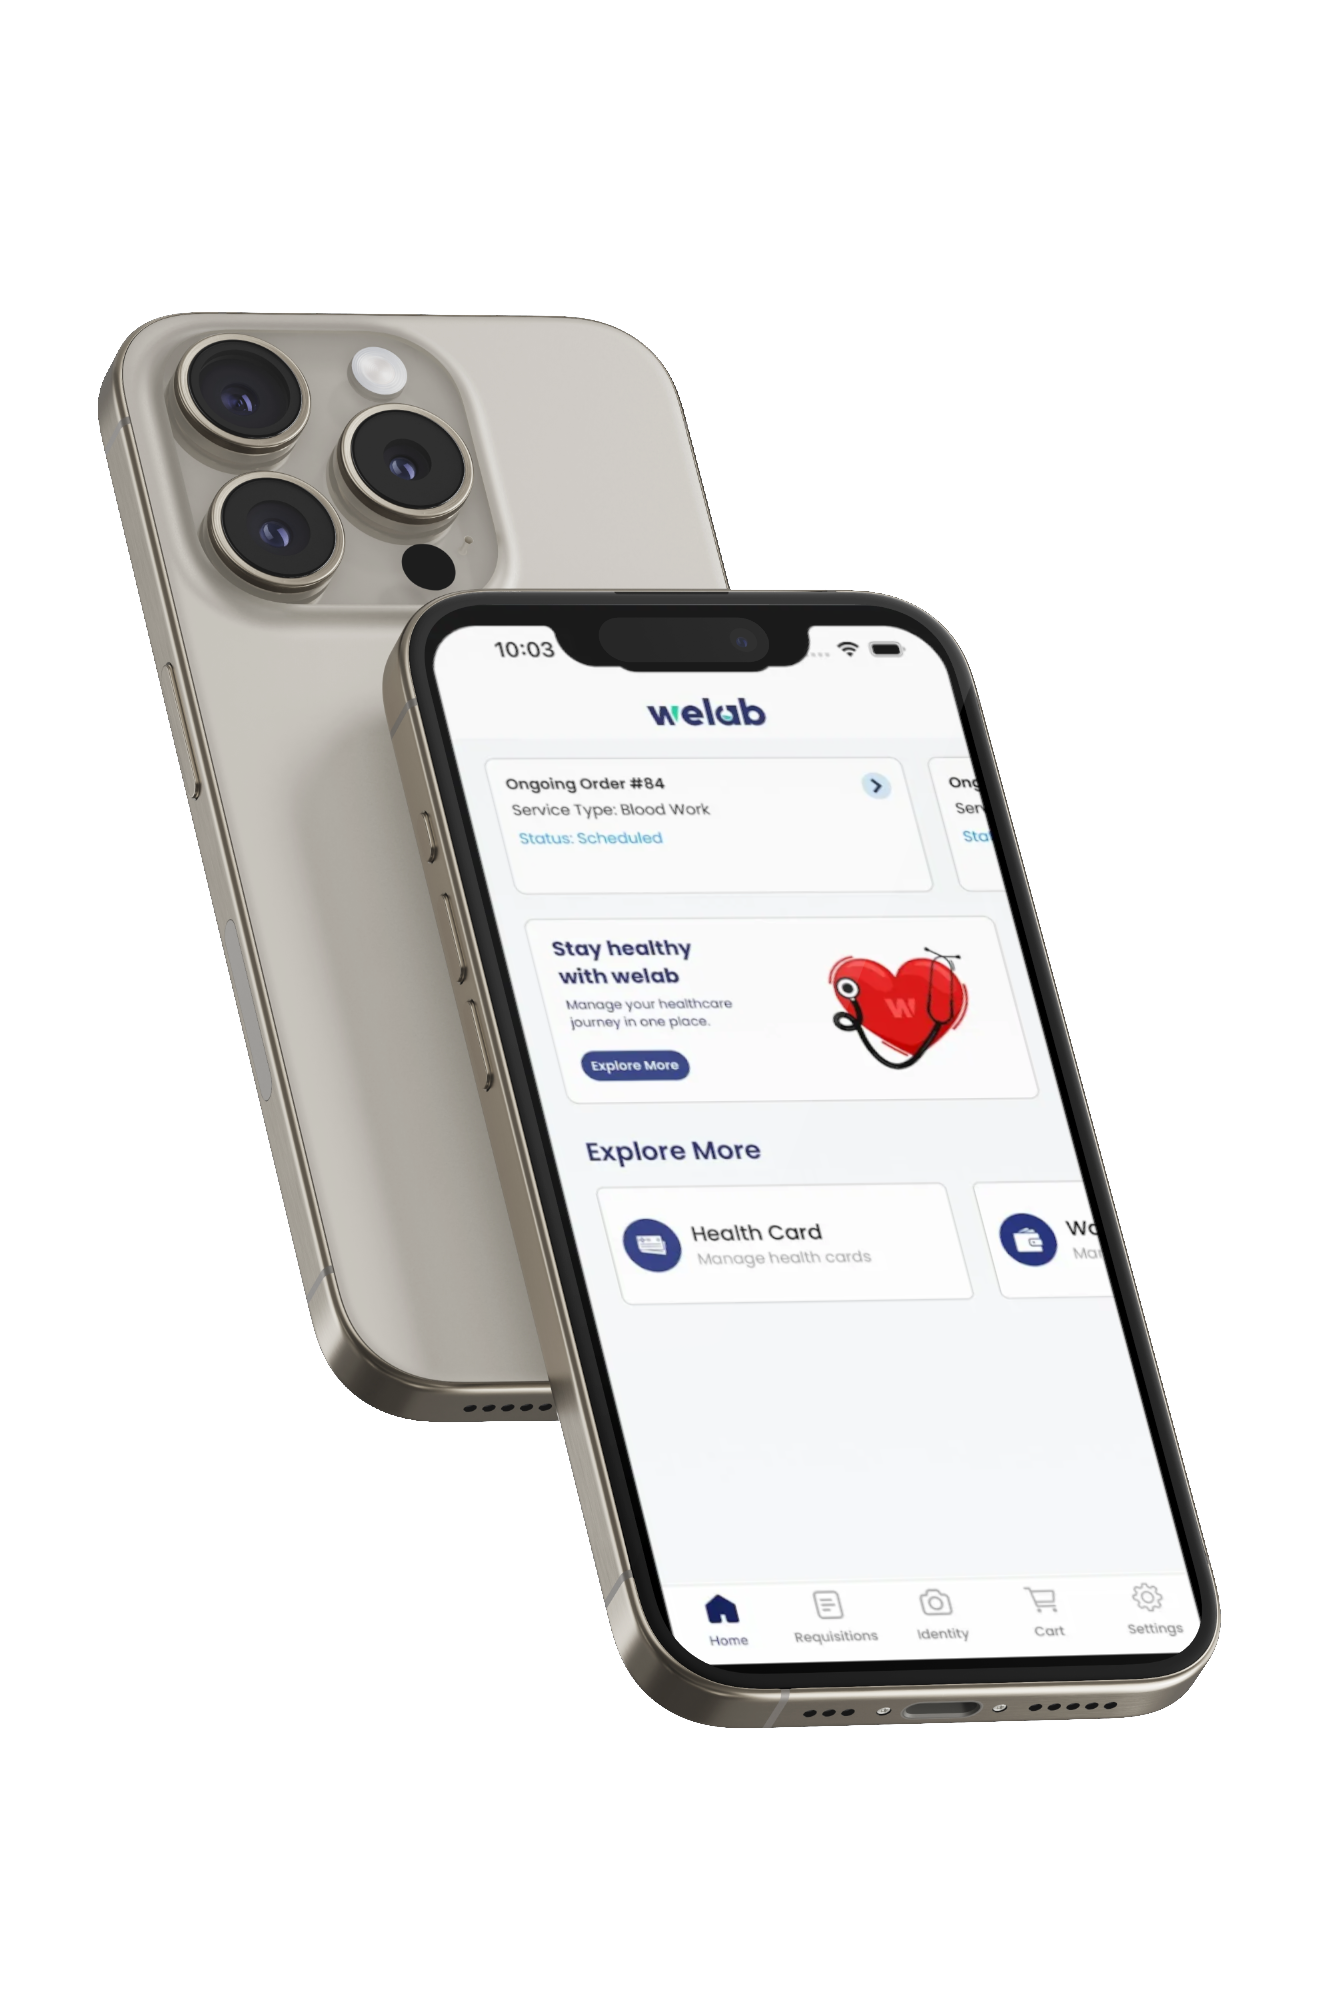 10:03
welab
Ongoing Order #84
Service Type: Blood Work
Status: Scheduled
Stay healthy
with welab
Manage your healthcare
journey in one place.
Explore More
W
Explore More
Health Card
Manage health cards
Home
Requisitions
Identity
Cart
Settings